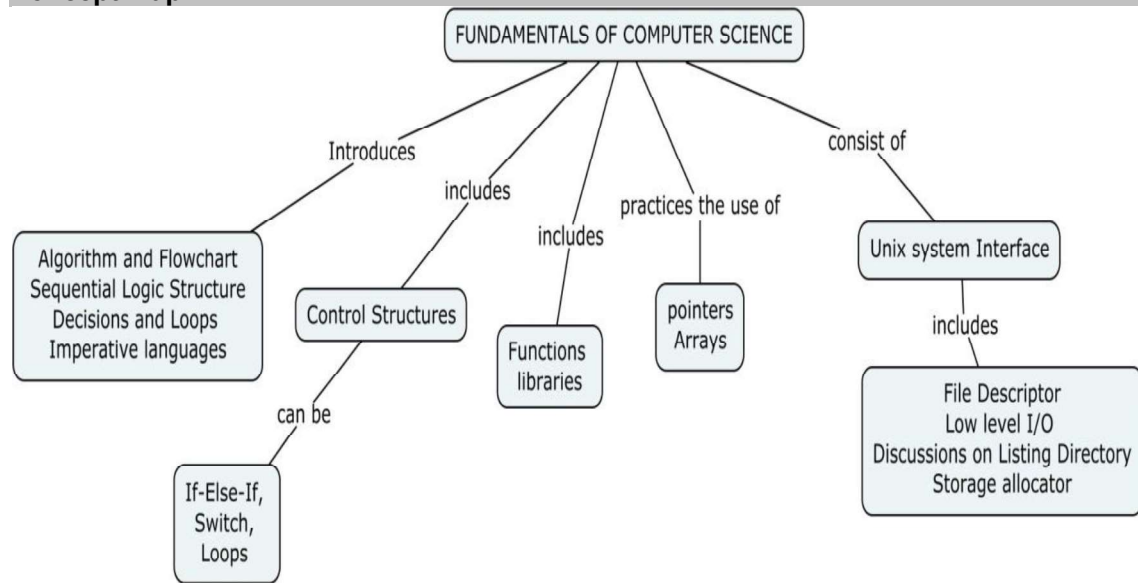 FUNDAMENTALS OF COMPUTER SCIENCE
Introduces
includes
includes
practices the use of
consist of
Algorithm and Flowchart
Sequential Logic Structure
Decisions and Loops
Imperative languages
Control Structures
Functions
libraries
pointers
Arrays
Unix system Interface
can be
includes
If-Else-If,
Switch,
Loops
File Descriptor
Low level I/O
Discussions on Listing Directory
Storage allocator